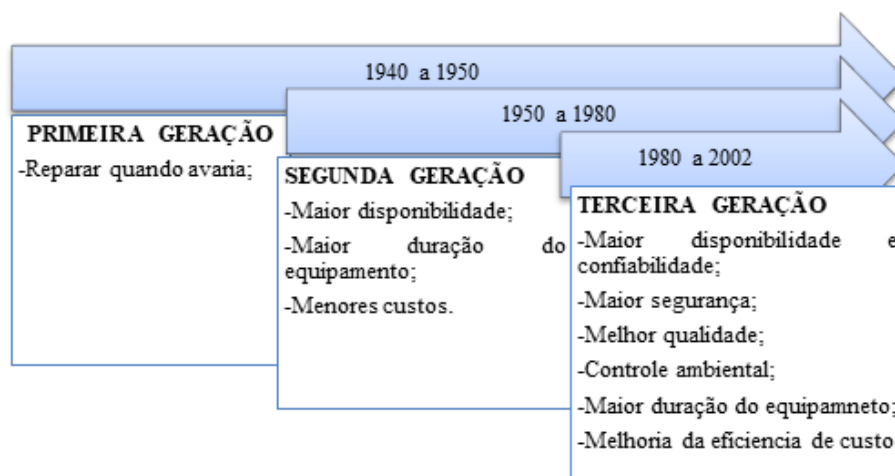 1940 a 1950
PRIMEIRA GERAÇÃO
-Reparar quando avaria;
1950 a 1980
SEGUNDA GERAÇÃO
-Maior disponibilidade;
-Maior duração do
equipamento;
-Menores custos.
1980 a 2002
TERCEIRA GERAÇÃO
-Maior disponibilidade e
confiabilidade;
-Maior segurança;
-Melhor qualidade;
-Controle ambiental;
-Maior duração do equipamneto;
-Melhoria da eficiencia de custo